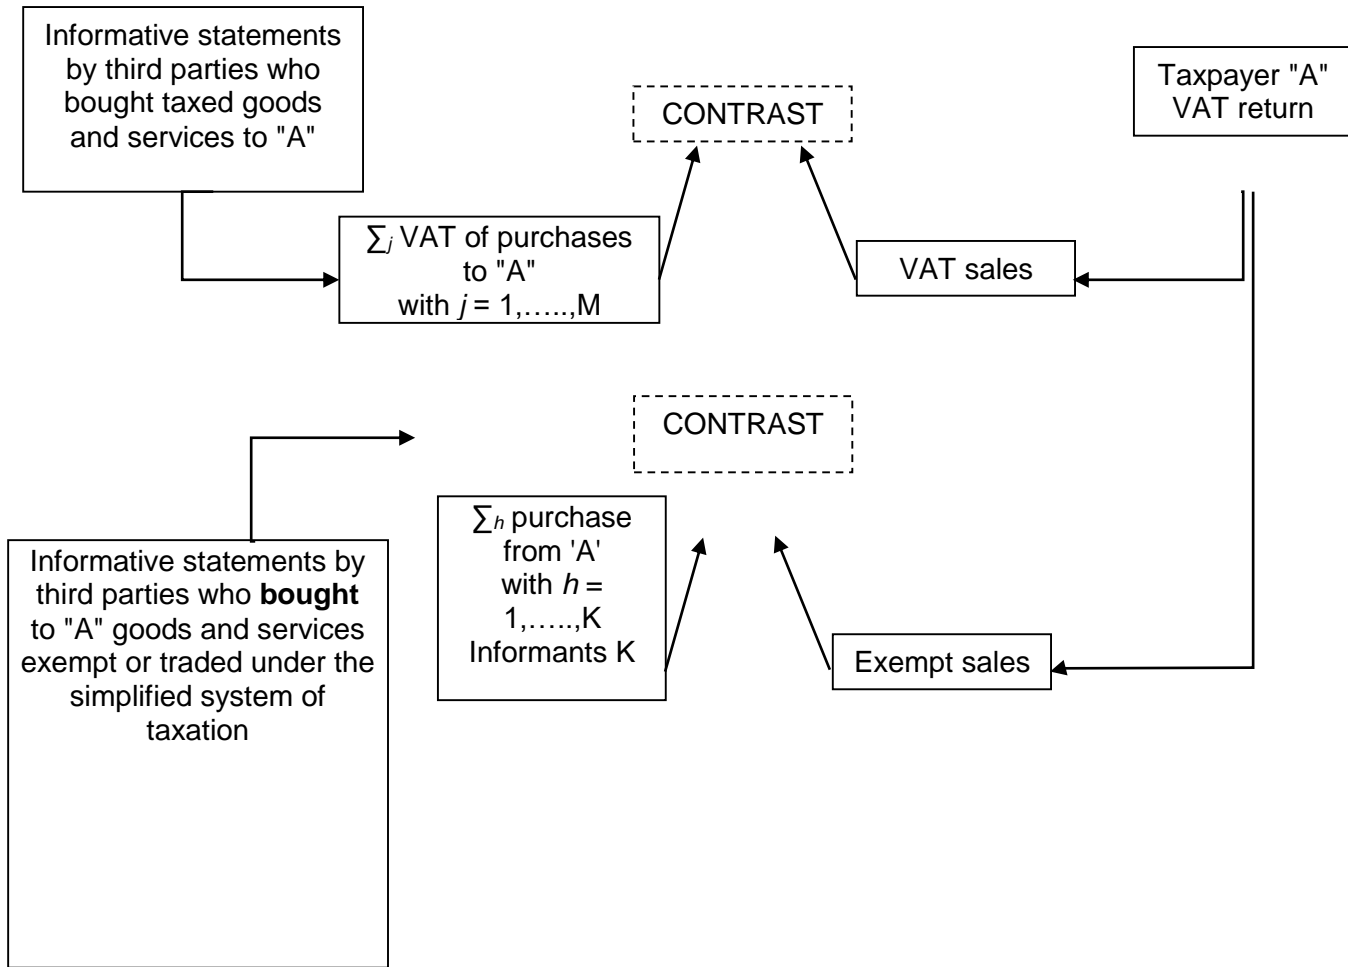 Informative statements
by third parties who
bought taxed goods
and services to "A"
CONTRAST
Taxpayer "A"
VAT return
∑j VAT of purchases
to "A"
with j = 1,…..,M
VAT sales
CONTRAST
∑h purchase
from 'A'
with h =
1,…..,K
Informants K
Informative statements by
third parties who bought
to "A" goods and services
exempt or traded under the
simplified system of
taxation
Exempt sales